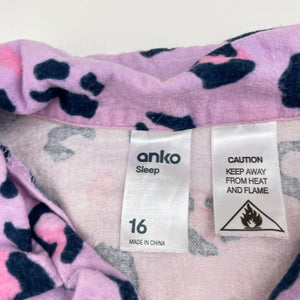 anko
Sleep
16
MADE IN CHINA
CAUTION
KEEP AWAY
FROM HEAT
AND FLAME